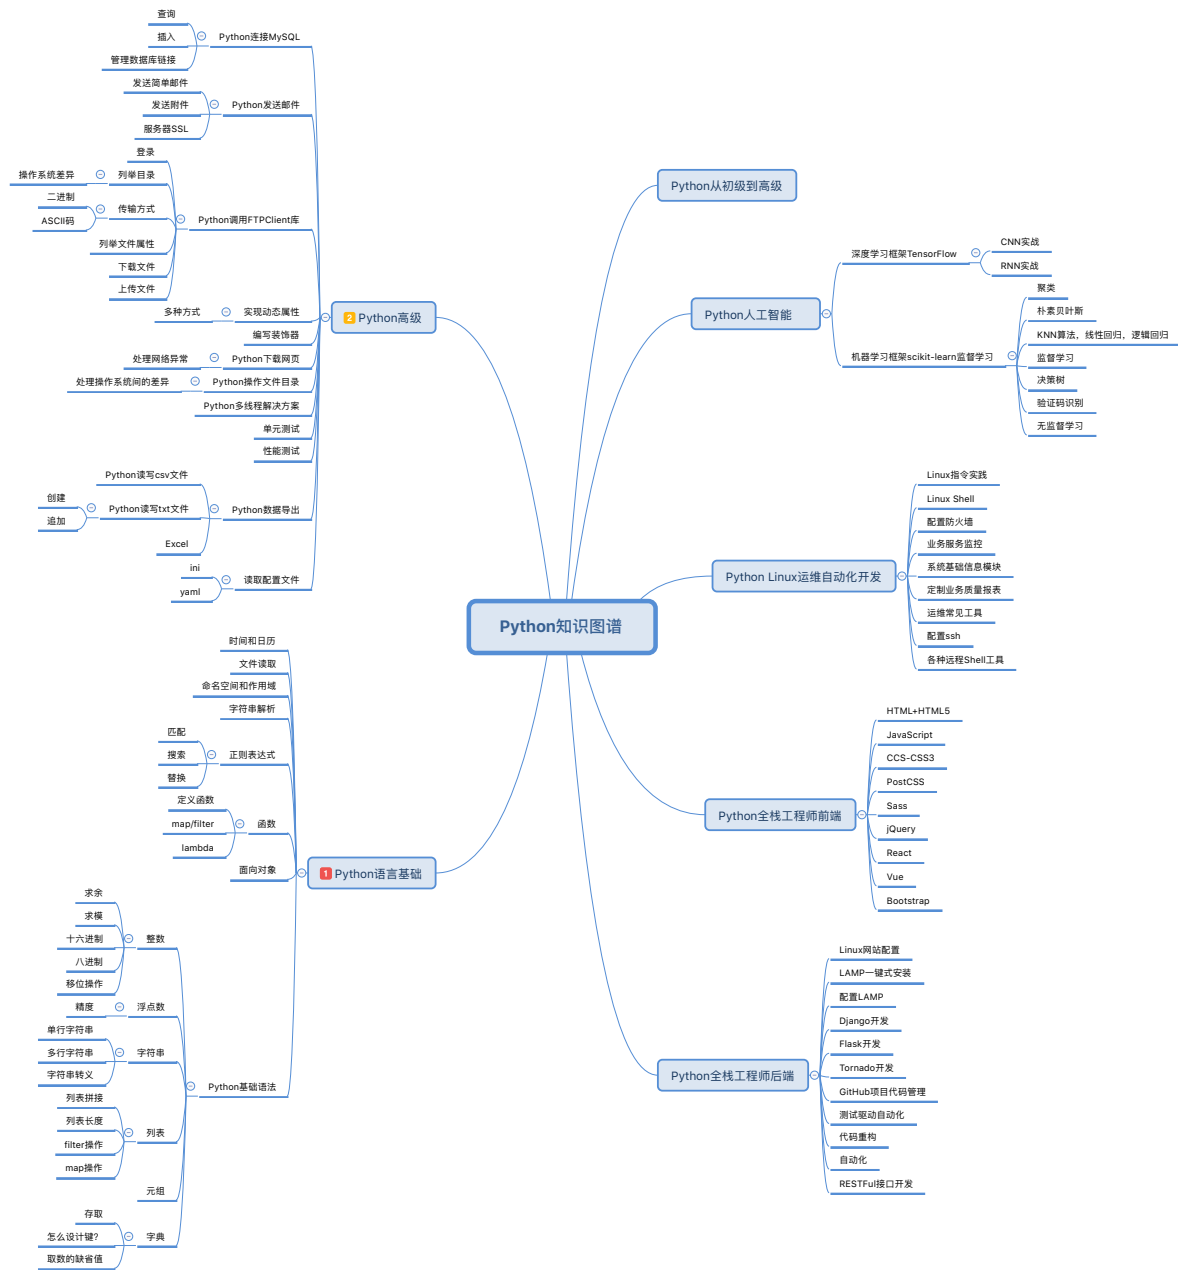 Python知识图谱
Python从初级到高级
Python人工智能
深度学习框架TensorFlow
CNN实战
RNN实战
机器学习框架scikit-learn监督学习
聚类
朴素贝叶斯
KNN算法，线性回归，逻辑回归
监督学习
决策树
验证码识别
无监督学习
Python Linux运维自动化开发
Linux指令实践
Linux Shell
配置防火墙
业务服务监控
系统基础信息模块
定制业务质量报表
运维常见工具
配置ssh
各种远程Shell工具
Python全栈工程师前端
HTML+HTML5
JavaScript
CCS-CSS3
PostCSS
Sass
jQuery
React
Vue
Bootstrap
Python全栈工程师后端
Linux网站配置
LAMP一键式安装
配置LAMP
Django开发
Flask开发
Tornado开发
GitHub项目代码管理
测试驱动自动化
代码重构
自动化
RESTFul接口开发
1 Python语言基础
时间和日历
文件读取
命名空间和作用域
字符串解析
正则表达式
匹配
搜索
替换
函数
定义函数
map/filter
lambda
面向对象
Python基础语法
整数
求余
求模
十六进制
八进制
移位操作
浮点数
精度
字符串
单行字符串
多行字符串
字符串转义
列表
列表拼接
列表长度
filter操作
map操作
元组
字典
存取
怎么设计键？
取数的缺省值
2 Python高级
Python连接MySQL
查询
插入
管理数据库链接
Python发送邮件
发送简单邮件
发送附件
服务器SSL
Python调用FTPClient库
登录
列举目录
操作系统差异
传输方式
二进制
ASCII码
列举文件属性
下载文件
上传文件
实现动态属性
多种方式
编写装饰器
Python下载网页
处理网络异常
Python操作文件目录
处理操作系统间的差异
Python多线程解决方案
单元测试
性能测试
Python数据导出
Python读写csv文件
Python读写txt文件
创建
追加
Excel
读取配置文件
ini
yaml